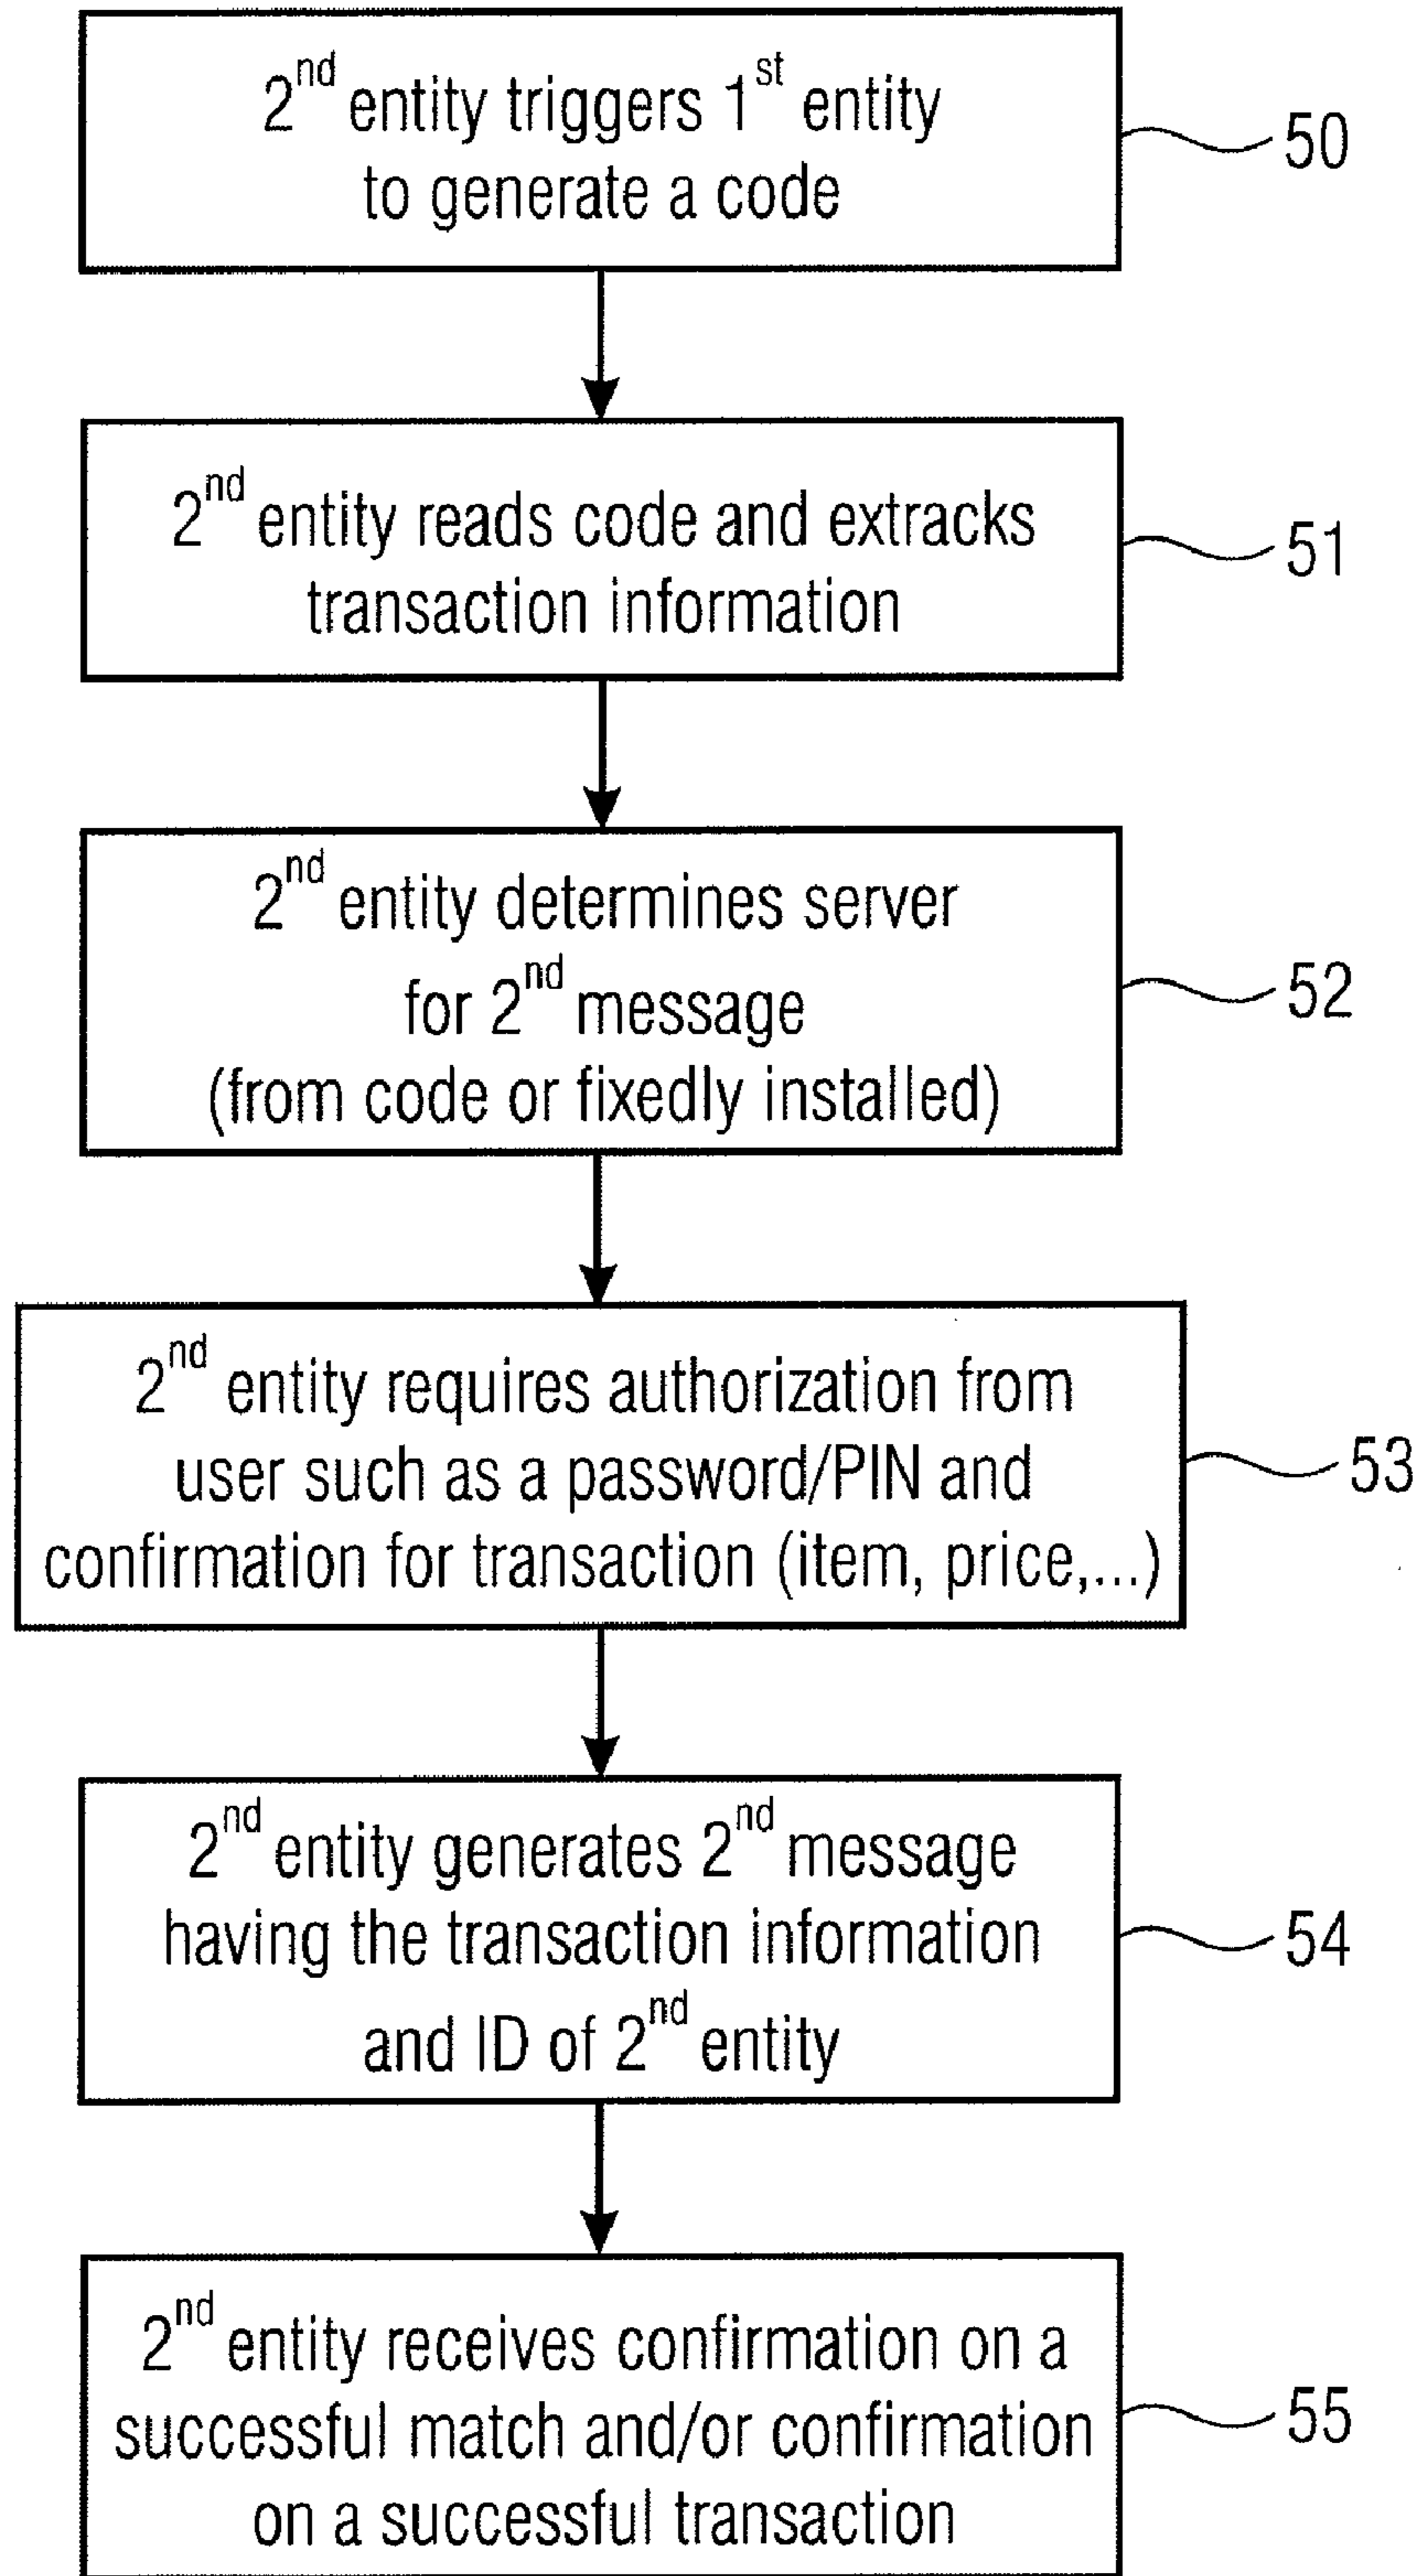 2nd entity triggers 1st entity
to generate a code
50
2nd entity reads code and extracks
transaction information
51
2nd entity determines server
for 2nd message
(from code or fixedly installed)
52
2nd entity requires authorization from
user such as a password/PIN and
confirmation for transaction (item, price,...)
53
2nd entity generates 2nd message
having the transaction information
and ID of 2nd entity
54
2nd entity receives confirmation on a
successful match and/or confirmation
on a successful transaction
55